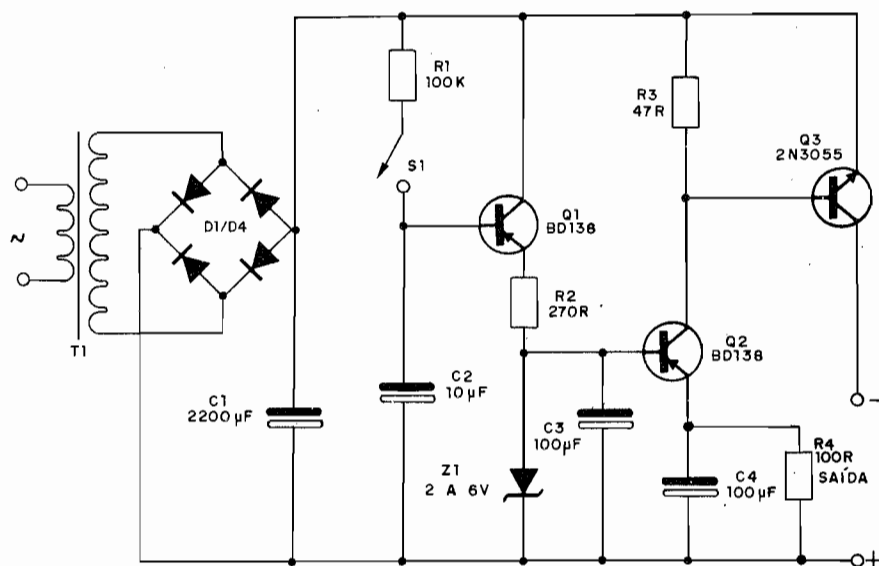 R1
100K
R3
47R
Q3
2N3055
S1
~
D1/D4
Q1
BD138
R2
270R
Q2
BD138
T1
C1
2200µF
C2
10µF
C3
100µF
Z1
2 A 6V
C4
100µF
R4
100R
SAÍDA
-
+